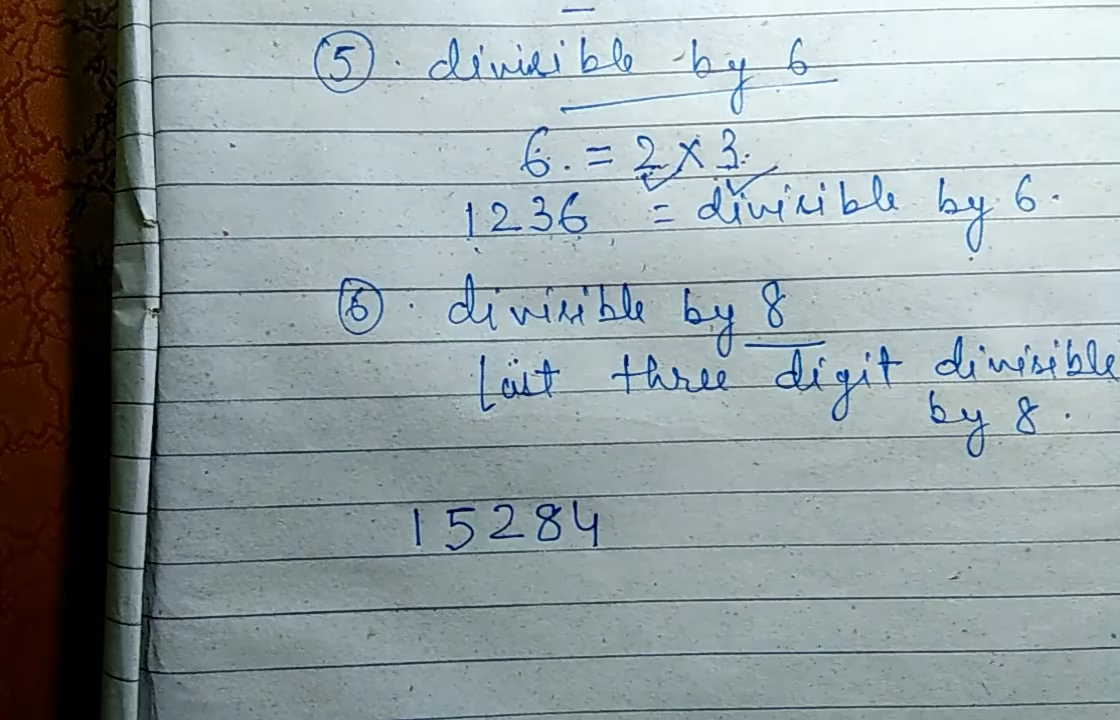 ⑤. divisible by 6
6. = 2 × 3.
1236 = divisible by 6.
⑥. divisible by 8
Last three digit divisible
by 8.
15284